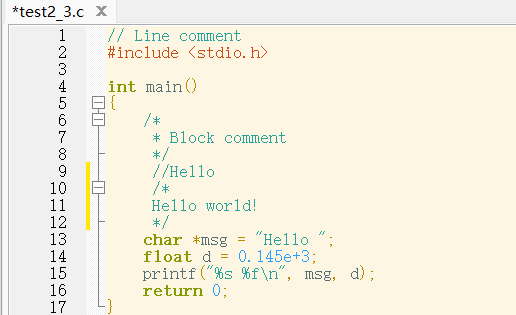 *test2_3.c X
1 // Line comment
2 #include <stdio.h>
3
4 int main()
5 {
6 /*
7 * Block comment
8 */
9 //Hello
10 /*
11 Hello world!
12 */
13 char *msg = "Hello ";
14 float d = 0.145e+3;
15 printf("%s %f\n", msg, d);
16 return 0;
17 }